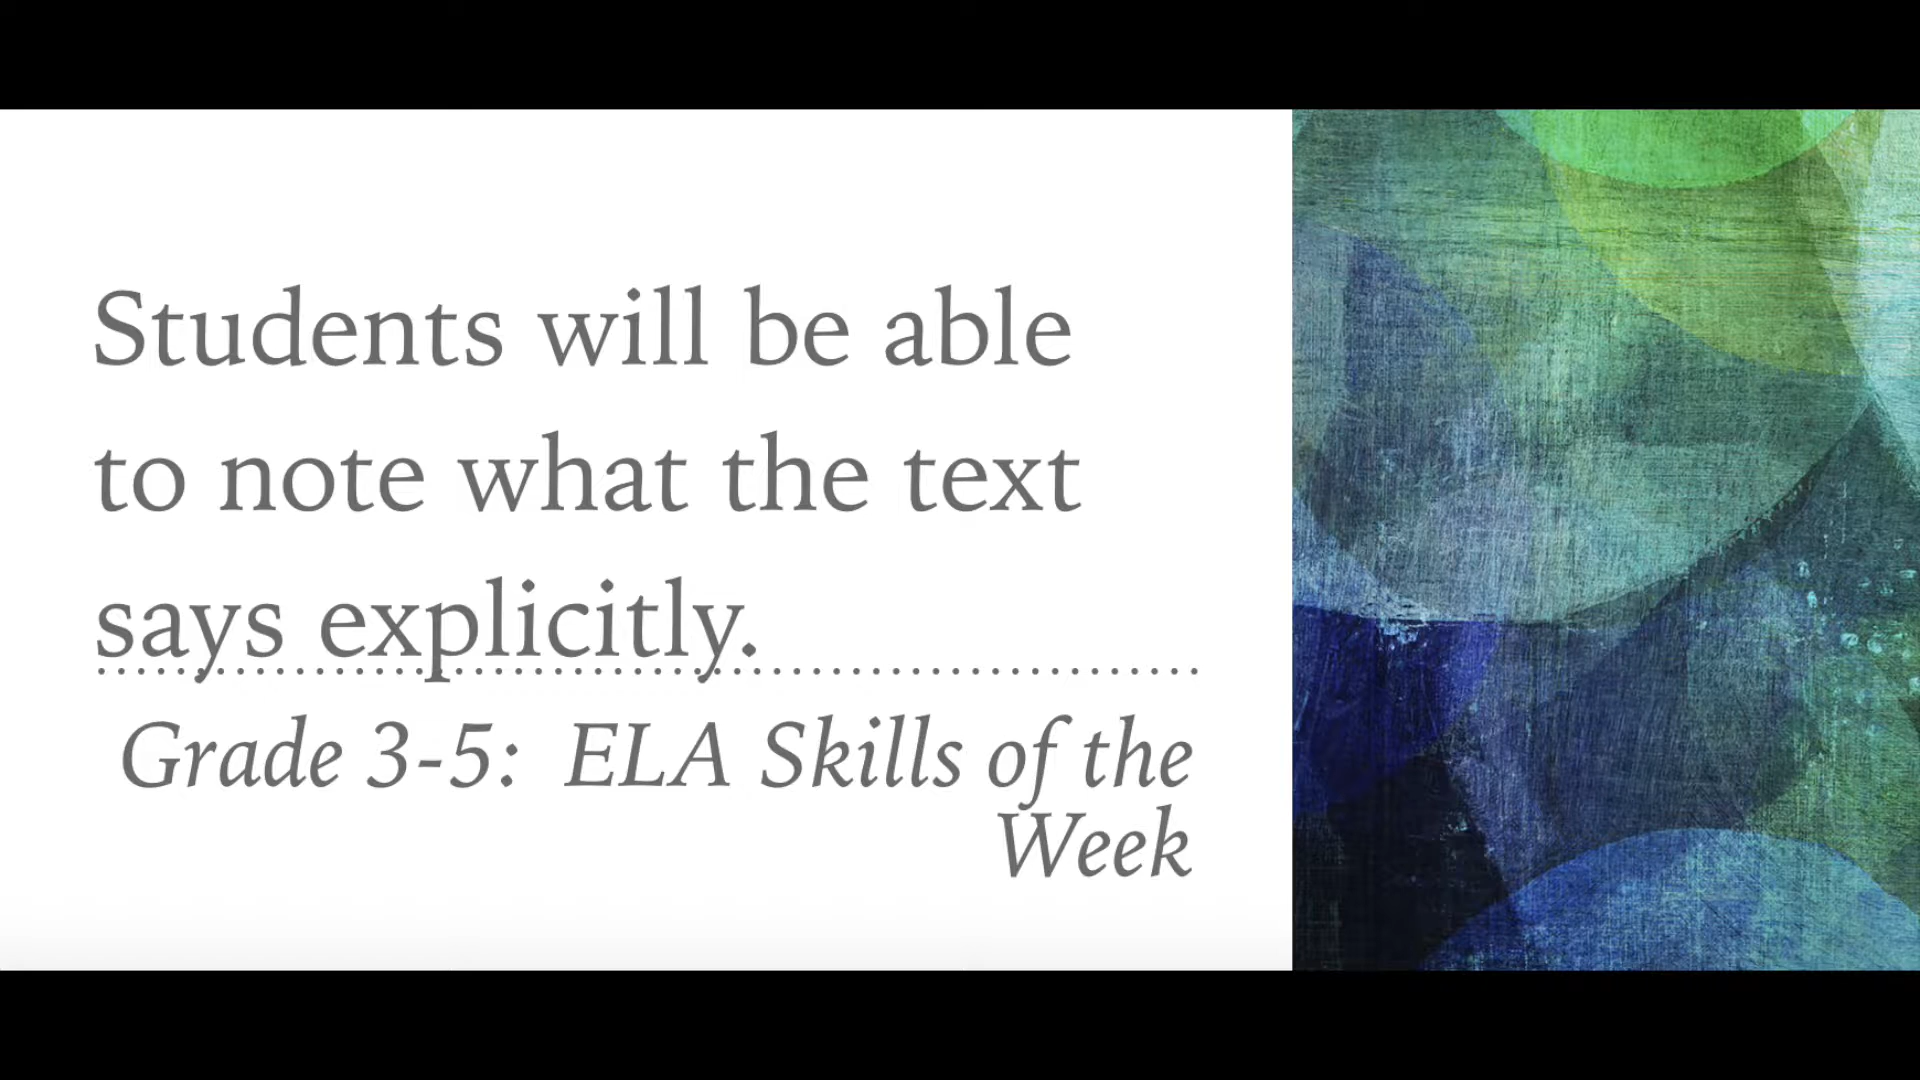 Students will be able
to note what the text
says explicitly.
Grade 3-5: ELA Skills of the
Week